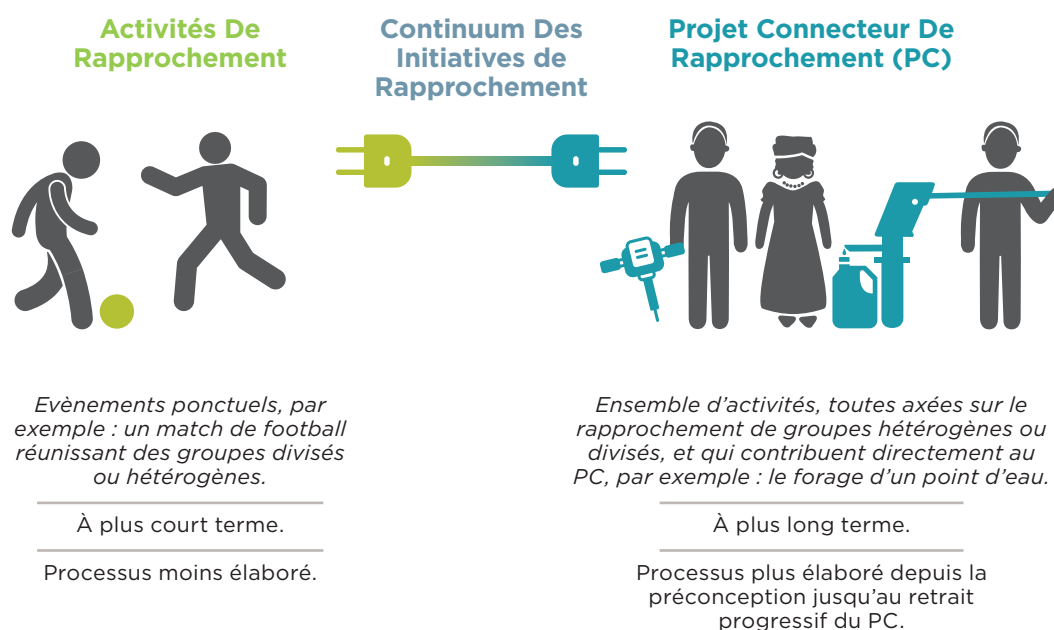 Activités De
Rapprochement
Continuum Des
Initiatives de
Rapprochement
Projet Connecteur De
Rapprochement (PC)
Evènements ponctuels, par
exemple : un match de football
réunissant des groupes divisés
ou hétérogènes.
À plus court terme.
Processus moins élaboré.
Ensemble d’activités, toutes axées sur le
rapprochement de groupes hétérogènes ou
divisés, et qui contribuent directement au
PC, par exemple : le forage d’un point d’eau.
À plus long terme.
Processus plus élaboré depuis la
préconception jusqu’au retrait
progressif du PC.